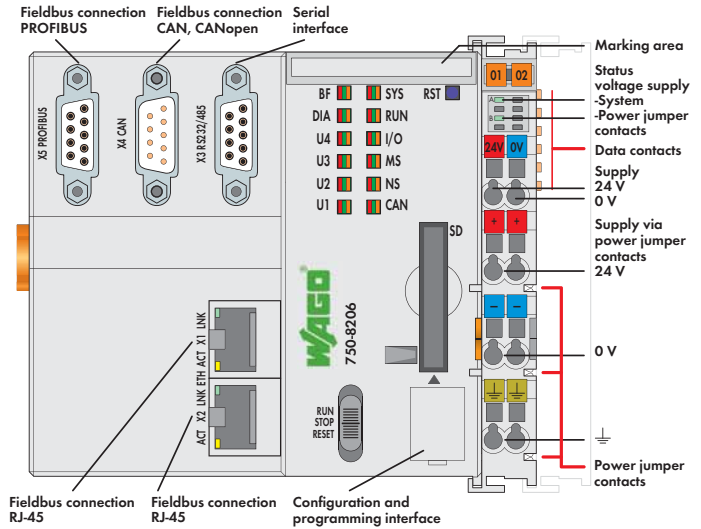 Fieldbus connection
PROFIBUS
Fieldbus connection
CAN, CANopen
Serial
interface
Marking area
Status
voltage supply
-System
-Power jumper
contacts
Data contacts
Supply
24 V
0 V
Supply via
power jumper
contacts
24 V
0 V
Power jumper
contacts
X5 PROFIBUS
X4 CAN
X3 RS232/485
BF
SYS
RST
DIA
RUN
U4
I/O
U3
MS
U2
NS
U1
CAN
SD
01
02
A
B
24V
0V
+
+
−
−
WAGO
750-8206
ACT X1 LNK
ACT X2 LNK ETH
RUN
STOP
RESET
Fieldbus connection
RJ-45
Fieldbus connection
RJ-45
Configuration and
programming interface